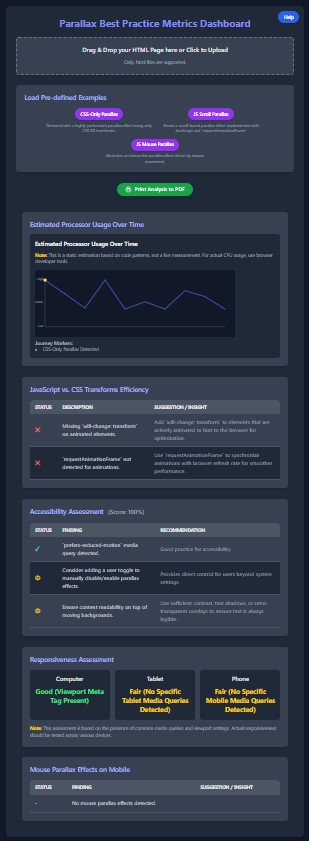 Help
Parallax Best Practice Metrics Dashboard
Drag & Drop your HTML Page here or Click to Upload
Only .html files are supported.
Load Pre-defined Examples
CSS-Only Parallax
JS Scroll Parallax
Demonstrates a highly performant parallax effect using only
CSS 3D transforms.
Shows a scroll-based parallax effect implemented with
JavaScript and `requestAnimationFrame`.
JS Mouse Parallax
Illustrates an interactive parallax effect driven by mouse
movement.
Print Analysis to PDF
Estimated Processor Usage Over Time
Estimated Processor Usage Over Time
Note: This is a static estimation based on code patterns, not a live measurement. For actual CPU usage, use browser
developer tools.
Journey Markers:
CSS-Only Parallax Detected
JavaScript vs. CSS Transforms Efficiency
STATUS DESCRIPTION SUGGESTION / INSIGHT
Missing `will-change: transform`
on animated elements.
Add `will-change: transform` to elements that are
actively animated to hint to the browser for
optimization.
`requestAnimationFrame` not
detected for animations.
Use `requestAnimationFrame` to synchronize
animations with browser refresh rate for smoother
performance.
Accessibility Assessment (Score: 100%)
STATUS FINDING RECOMMENDATION
`prefers-reduced-motion` media
query detected.
Good practice for accessibility.
Consider adding a user toggle to
manually disable/enable parallax
effects.
Provides direct control for users beyond system
settings.
Ensure content readability on top of
moving backgrounds.
Use sufficient contrast, text shadows, or semi-
transparent overlays to ensure text is always
legible.
Responsiveness Assessment
Computer
Good (Viewport Meta
Tag Present)
Tablet
Fair (No Specific
Tablet Media Queries
Detected)
Phone
Fair (No Specific
Mobile Media Queries
Detected)
Note: This assessment is based on the presence of common media queries and viewport settings. Actual responsiveness
should be tested across various devices.
Mouse Parallax Effects on Mobile
STATUS FINDING SUGGESTION / INSIGHT
- No mouse parallax effects detected.